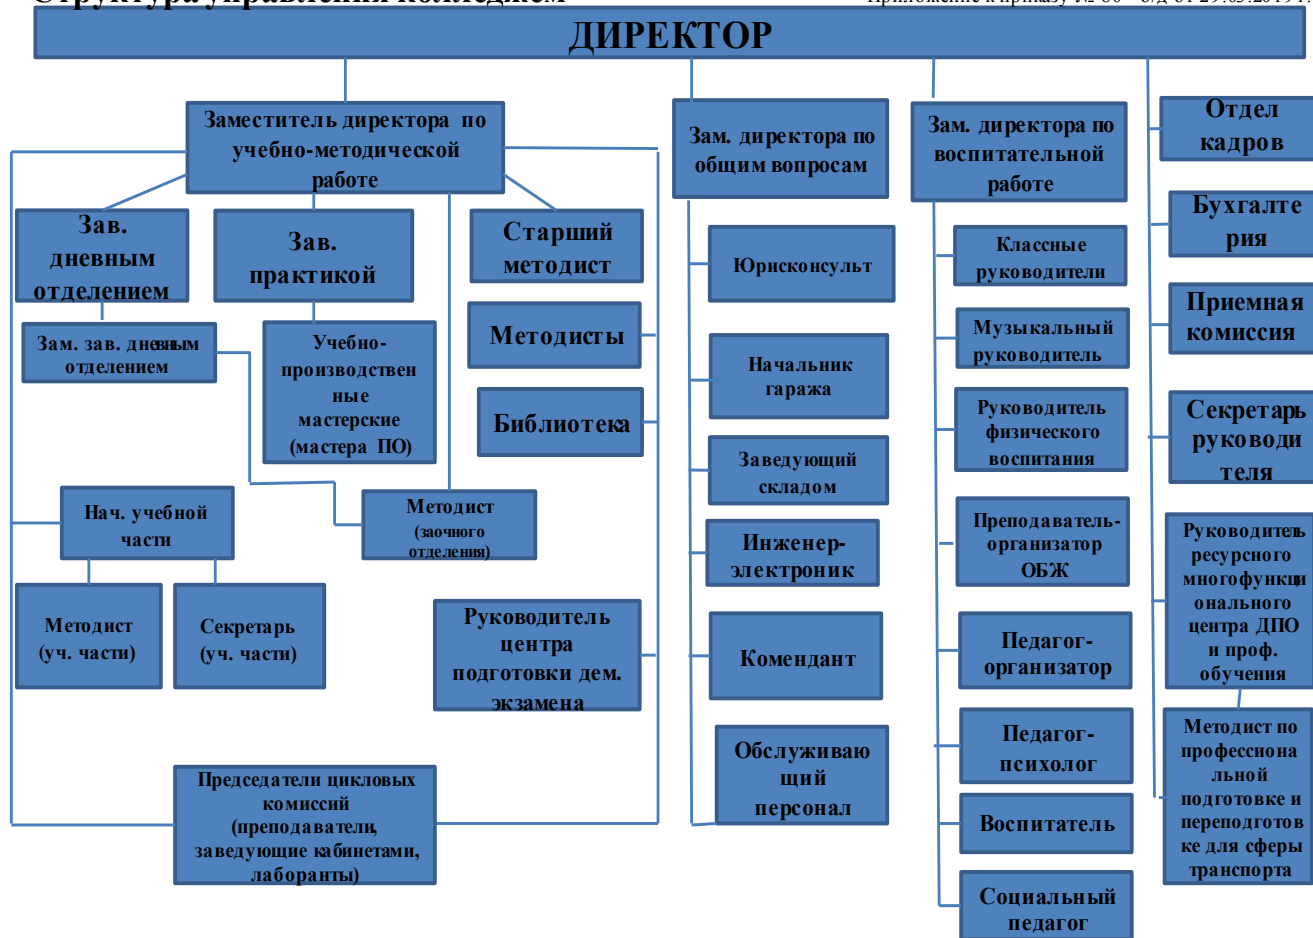 Структура управления колледжем
Приложение к приказу №
ДИРЕКТОР
Заместитель директора по
учебно-методической
работе
Зам. директора по
общим вопросам
Зам. директора по
воспитательной
работе
Отдел
кадров
Бухгалте
рия
Приемная
комиссия
Секретарь
руководи
теля
Руководитель
ресурсного
многофункци
онального
центра ДПО
и проф.
обучения
Методист по
профессиона
льной
подготовке и
переподготов
ке для сферы
транспорта
Зав.
дневным
отделением
Зав.
практикой
Старший
методист
Зам. зав. дневным
отделением
Учебно-
производствен
ные
мастерские
(мастера ПО)
Методисты
Библиотека
Нач. учебной
части
Методист
(заочного
отделения)
Методист
(уч. части)
Секретарь
(уч. части)
Руководитель
центра
подготовки дем.
экзамена
Председатели цикловых
комиссий
(преподаватели,
заведующие кабинетами,
лаборанты)
Юрисконсульт
Начальник
гаража
Заведующий
складом
Инженер-
электроник
Комендант
Обслуживаю
щий
персонал
Классные
руководители
Музыкальный
руководитель
Руководитель
физического
воспитания
Преподаватель-
организатор
ОБЖ
Педагог-
организатор
Педагог-
психолог
Воспитатель
Социальный
педагог